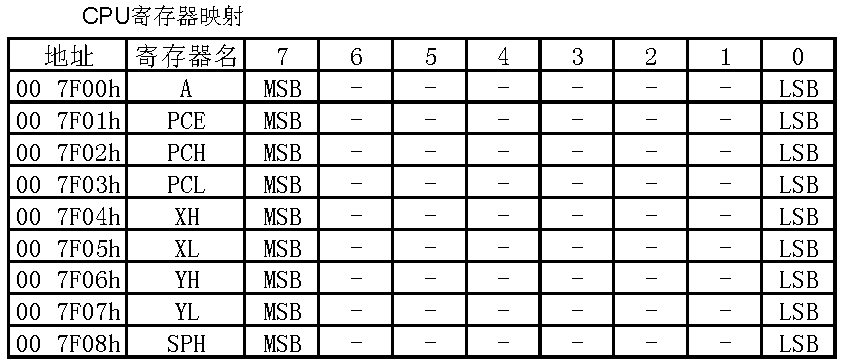 CPU寄存器映射
地址 寄存器名 7 6 5 4 3 2 1 0
00 7F00h A MSB - - - - - - LSB
00 7F01h PCE MSB - - - - - - LSB
00 7F02h PCH MSB - - - - - - LSB
00 7F03h PCL MSB - - - - - - LSB
00 7F04h XH MSB - - - - - - LSB
00 7F05h XL MSB - - - - - - LSB
00 7F06h YH MSB - - - - - - LSB
00 7F07h YL MSB - - - - - - LSB
00 7F08h SPH MSB - - - - - - LSB